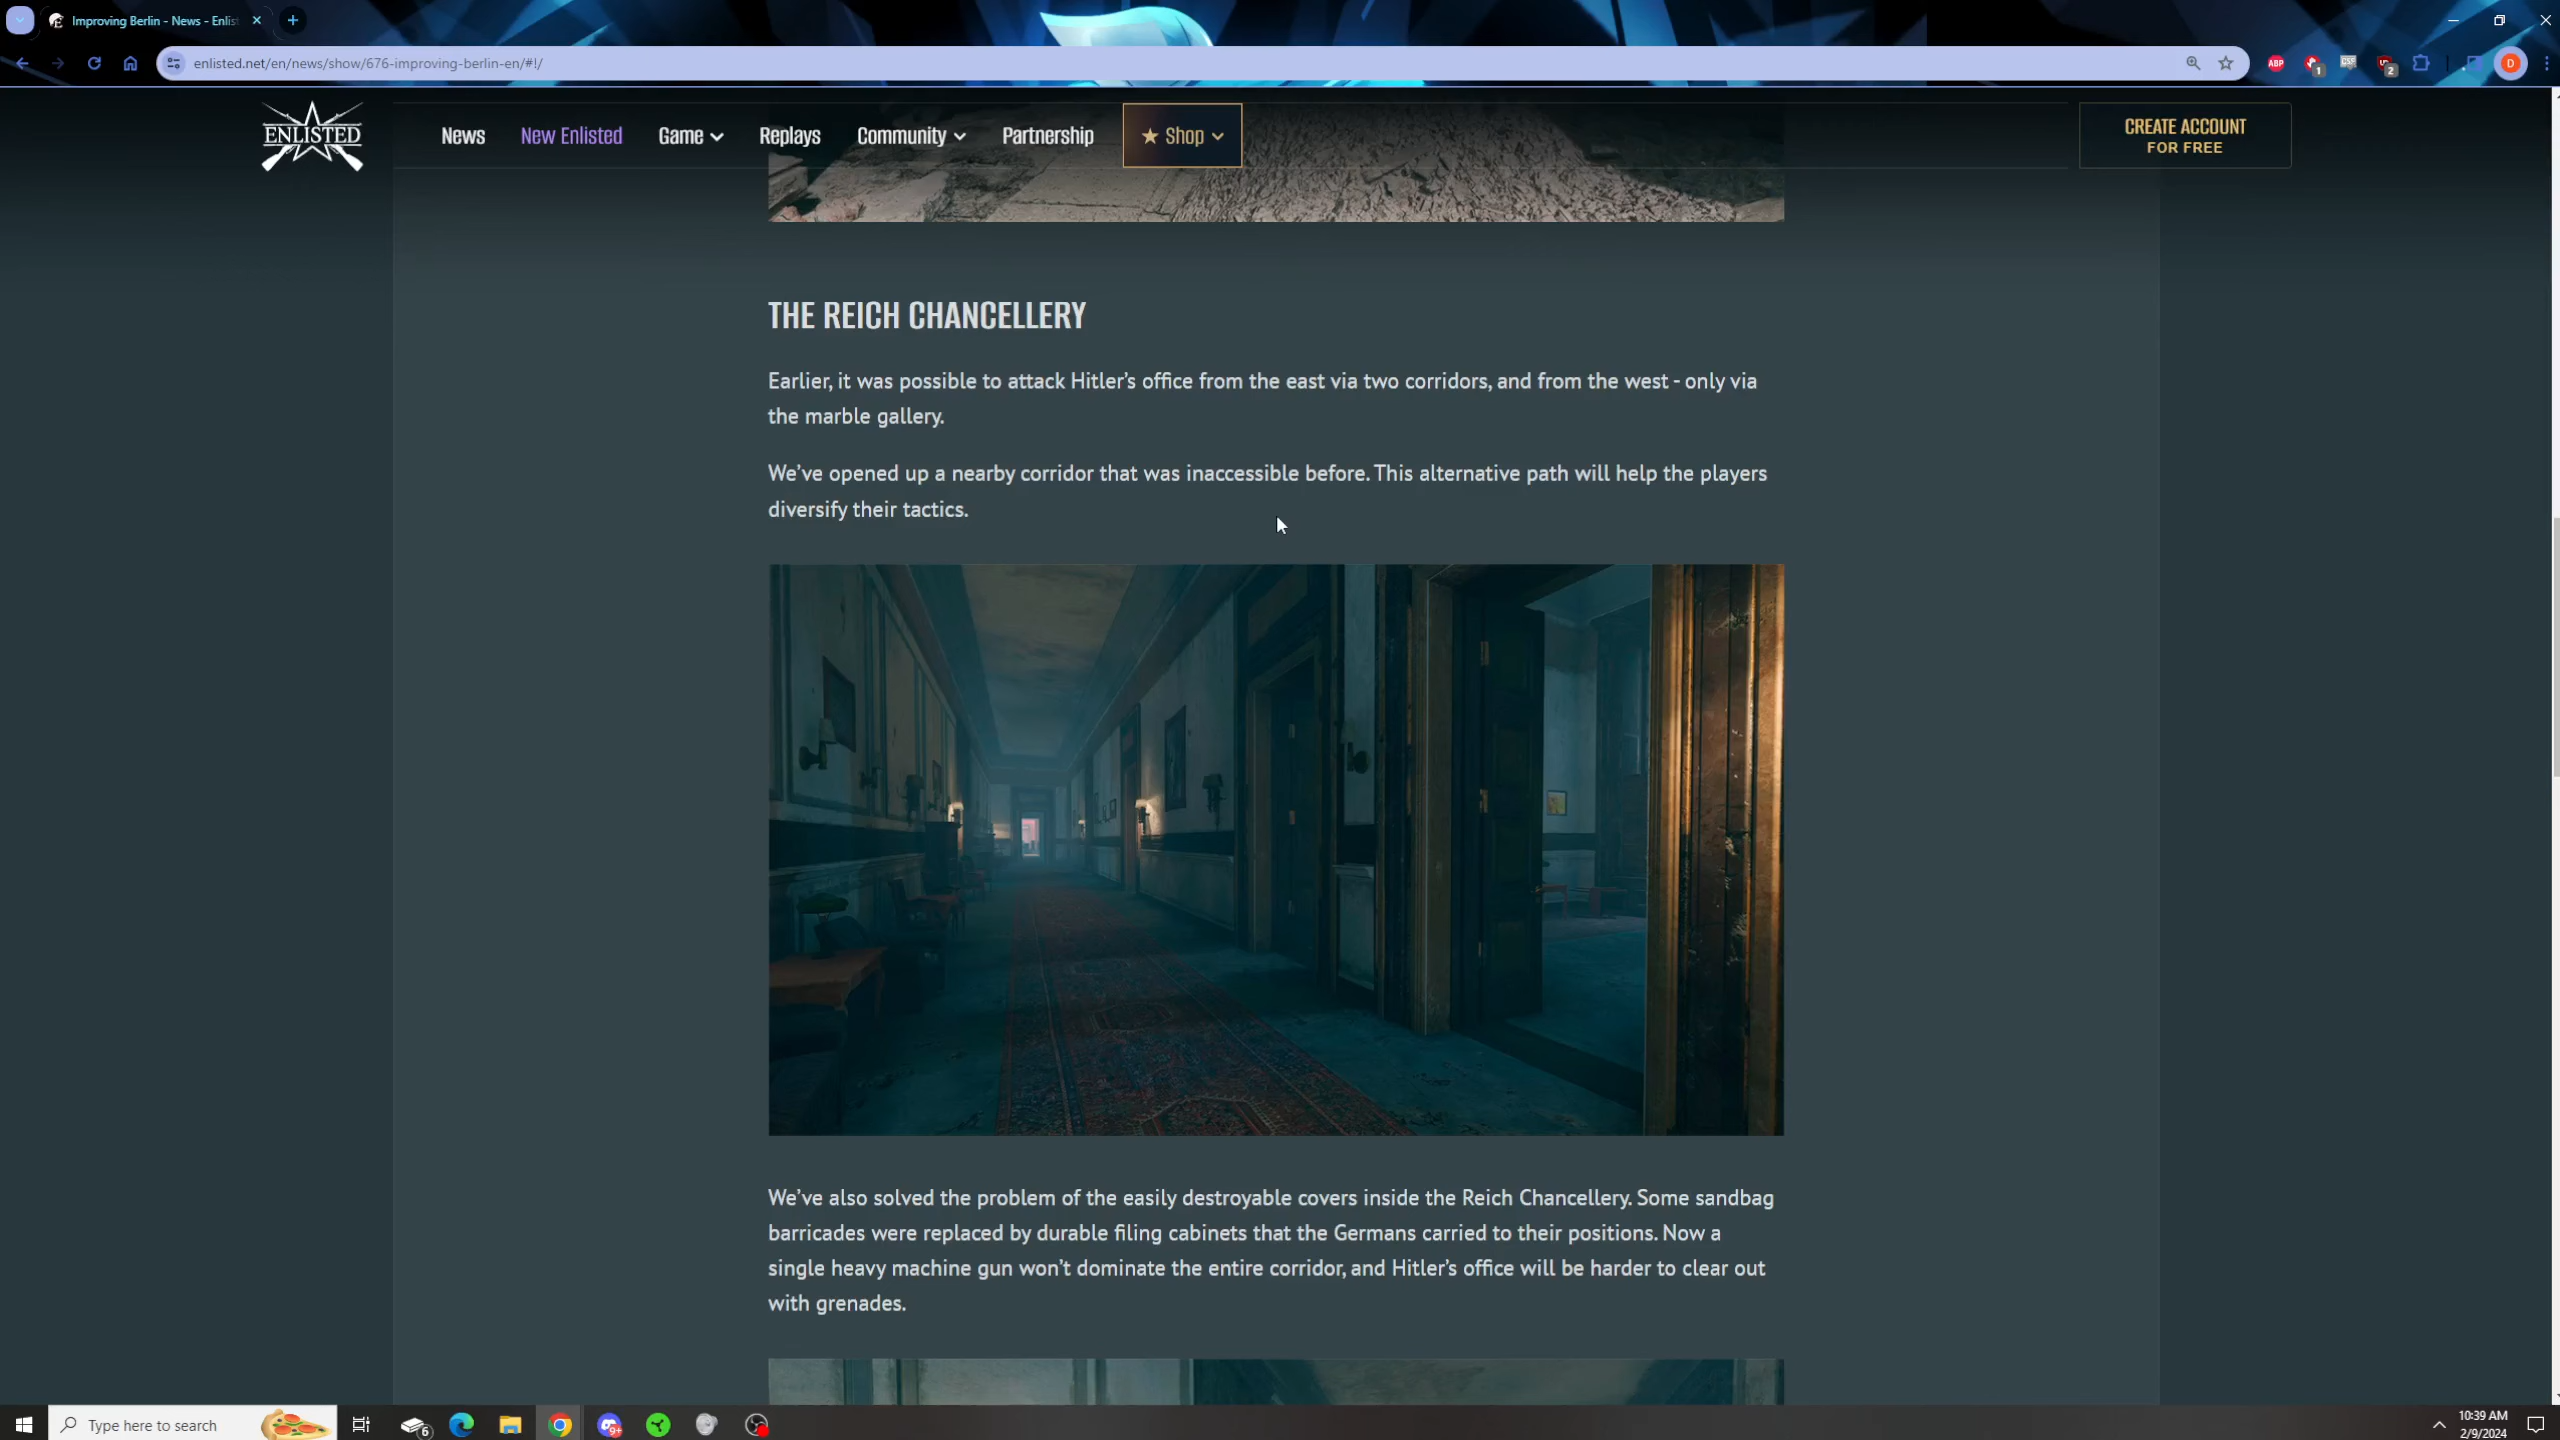 Improving Berlin - News - Enlis
enlisted.net/en/news/show/676-improving-berlin-en/#!/
ABP
1
CSF
2
D
ENLISTED
News
New Enlisted
Game
Replays
Community
Partnership
★ Shop
CREATE ACCOUNT
FOR FREE
THE REICH CHANCELLERY
Earlier, it was possible to attack Hitler’s office from the east via two corridors, and from the west - only via
the marble gallery.
We’ve opened up a nearby corridor that was inaccessible before. This alternative path will help the players
diversify their tactics.
We’ve also solved the problem of the easily destroyable covers inside the Reich Chancellery. Some sandbag
barricades were replaced by durable filing cabinets that the Germans carried to their positions. Now a
single heavy machine gun won’t dominate the entire corridor, and Hitler’s office will be harder to clear out
with grenades.
Type here to search
6
9+
10:39 AM
2/9/2024